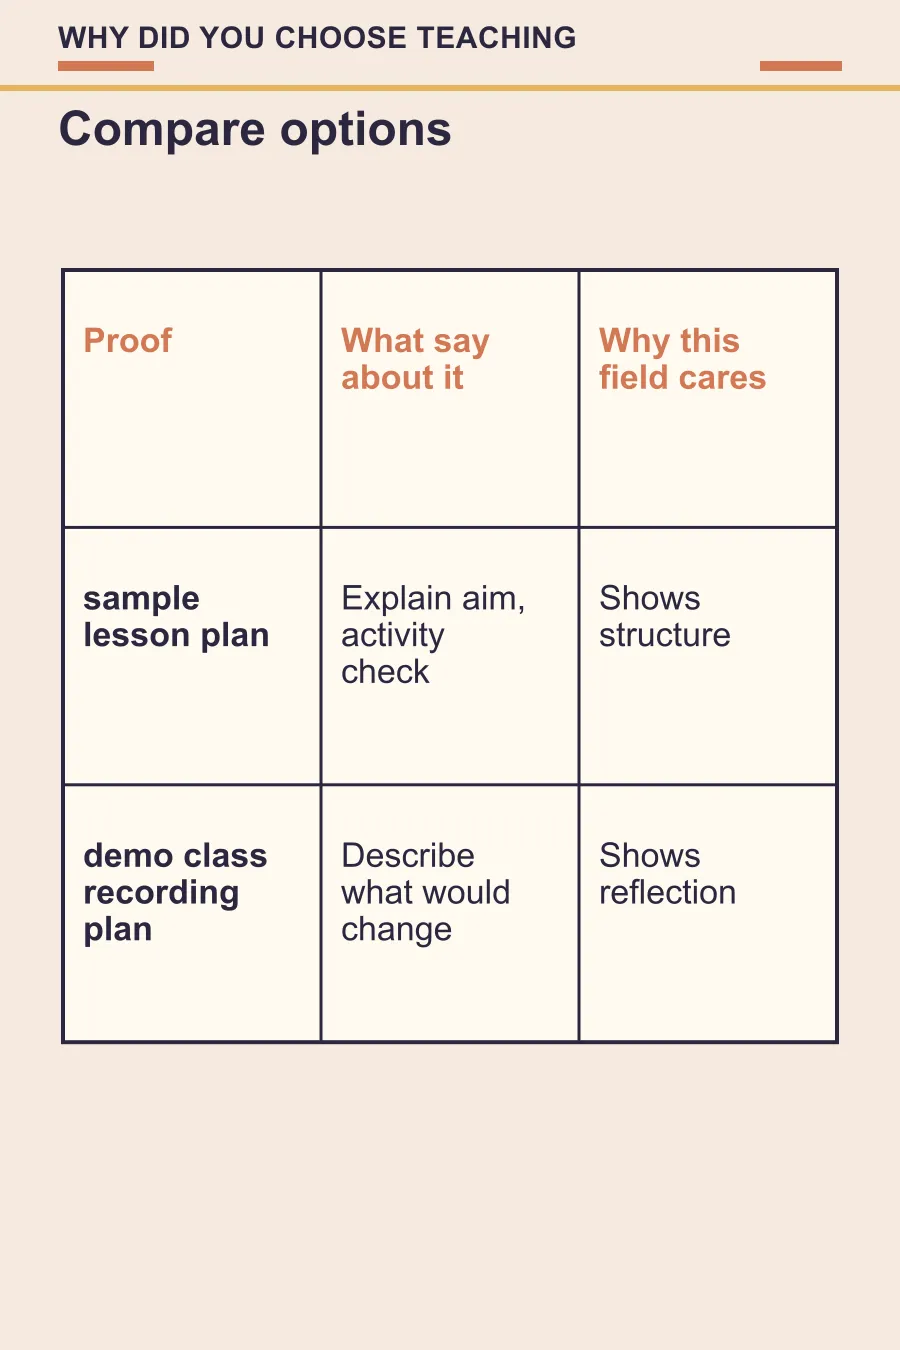 WHY DID YOU CHOOSE TEACHING
Compare options
Proof
What say
about it
Why this
field cares
sample
lesson plan
Explain aim,
activity
check
Shows
structure
demo class
recording
plan
Describe
what would
change
Shows
reflection